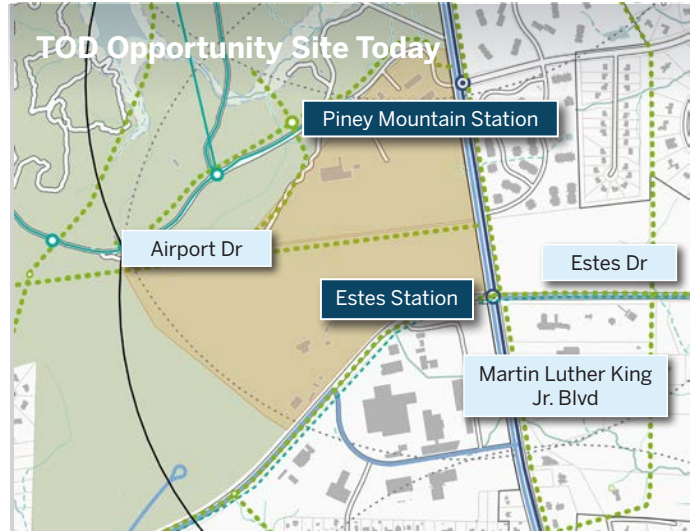 TOD Opportunity Site Today
Piney Mountain Station
Airport Dr
Estes Dr
Estes Station
Martin Luther King
Jr. Blvd